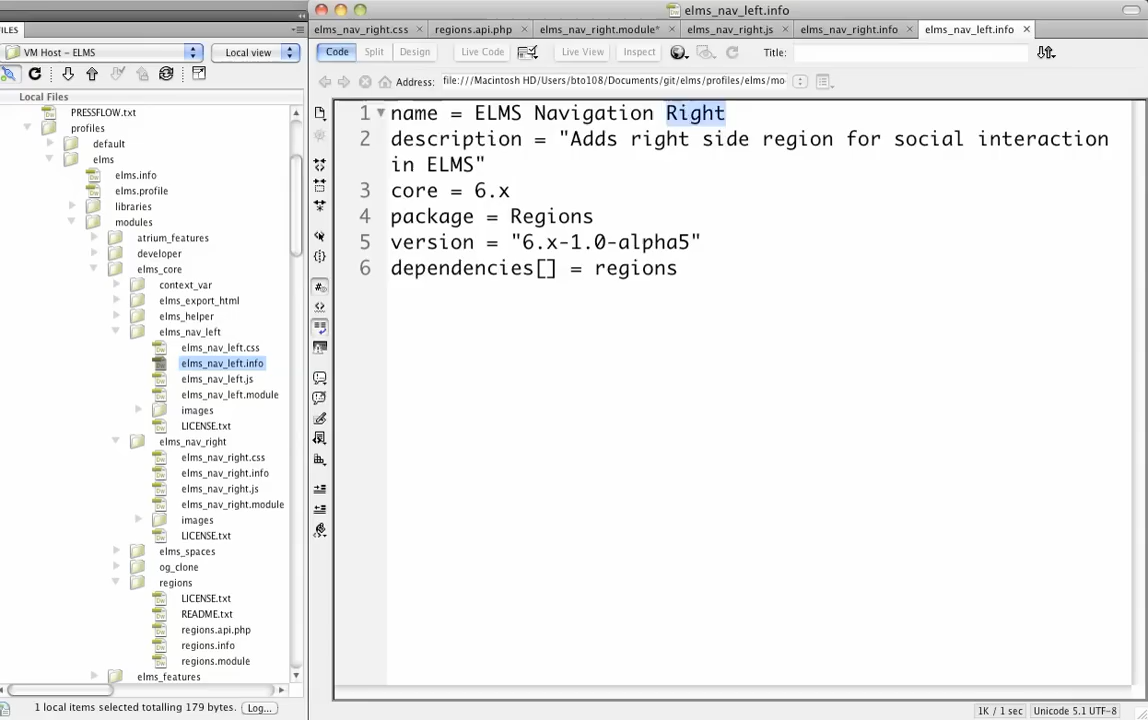 elms_nav_left.info
FILES
elms_nav_right.css
regions.api.php
elms_nav_right.module*
elms_nav_right.js
elms_nav_right.info
elms_nav_left.info
VM Host – ELMS
Local view
Code
Split
Design
Live Code
Live View
Inspect
Title:
Address:
file:///Macintosh HD/Users/bto108/Documents/git/elms/profiles/elms/mo
Local Files
PRESSFLOW.txt
profiles
default
elms
elms.info
elms.profile
libraries
modules
atrium_features
developer
elms_core
context_var
elms_export_html
elms_helper
elms_nav_left
elms_nav_left.css
elms_nav_left.info
elms_nav_left.js
elms_nav_left.module
images
LICENSE.txt
elms_nav_right
elms_nav_right.css
elms_nav_right.info
elms_nav_right.js
elms_nav_right.module
images
LICENSE.txt
elms_spaces
og_clone
regions
LICENSE.txt
README.txt
regions.api.php
regions.info
regions.module
elms_features
1 local items selected totalling 179 bytes.
Log...
1 name = ELMS Navigation Right
2 description = "Adds right side region for social interaction
in ELMS"
3 core = 6.x
4 package = Regions
5 version = "6.x-1.0-alpha5"
6 dependencies[] = regions
1K / 1 sec
Unicode 5.1 UTF-8